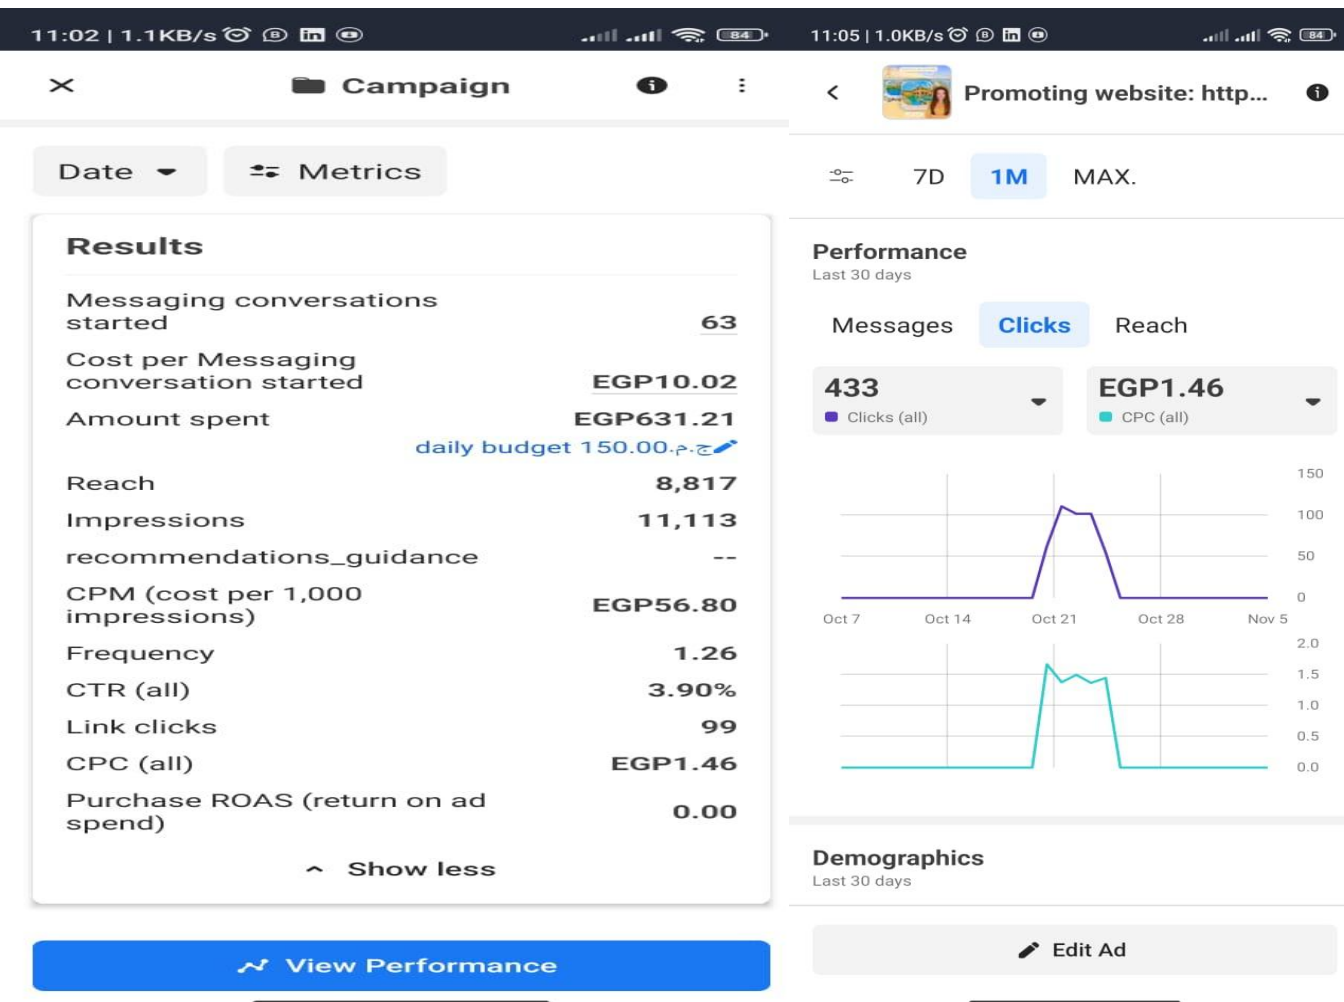 11:02 | 1.1KB/s
84
Campaign
Date
Metrics
Results
Messaging conversations
started
63
Cost per Messaging
conversation started
EGP10.02
Amount spent
EGP631.21
daily budget 150.00.ج.م
Reach
8,817
Impressions
11,113
recommendations_guidance
--
CPM (cost per 1,000
impressions)
EGP56.80
Frequency
1.26
CTR (all)
3.90%
Link clicks
99
CPC (all)
EGP1.46
Purchase ROAS (return on ad
spend)
0.00
Show less
View Performance
11:05 | 1.0KB/s
84
Promoting website: http...
7D
1M
MAX.
Performance
Last 30 days
Messages
Clicks
Reach
433
Clicks (all)
EGP1.46
CPC (all)
150
100
50
0
Oct 7
Oct 14
Oct 21
Oct 28
Nov 5
2.0
1.5
1.0
0.5
0.0
Demographics
Last 30 days
Edit Ad